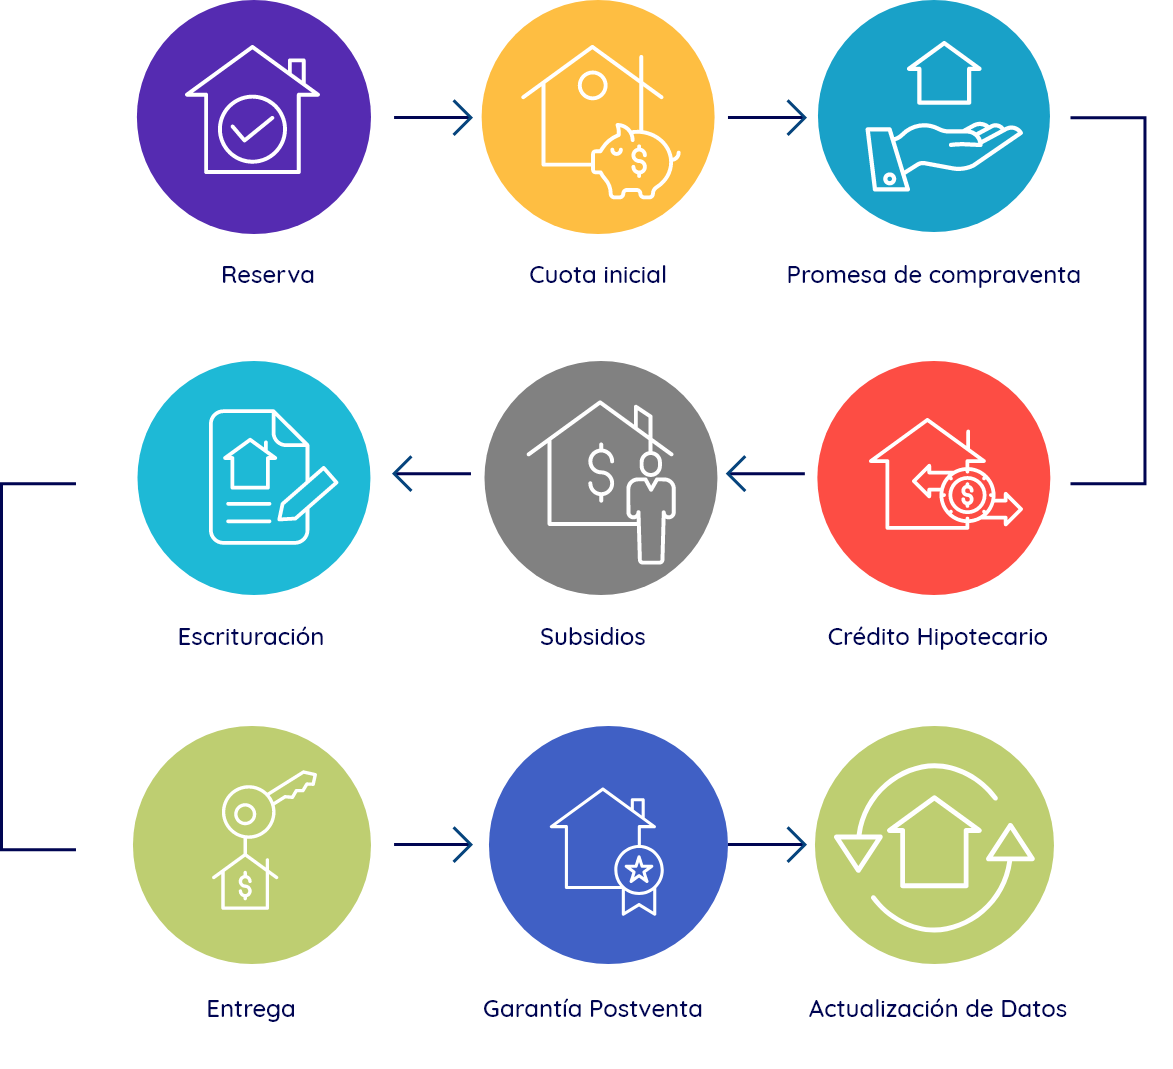 Reserva
Cuota inicial
Promesa de compraventa
$
Escrituración
Subsidios
Crédito Hipotecario
$
$
Entrega
Garantía Postventa
Actualización de Datos
$